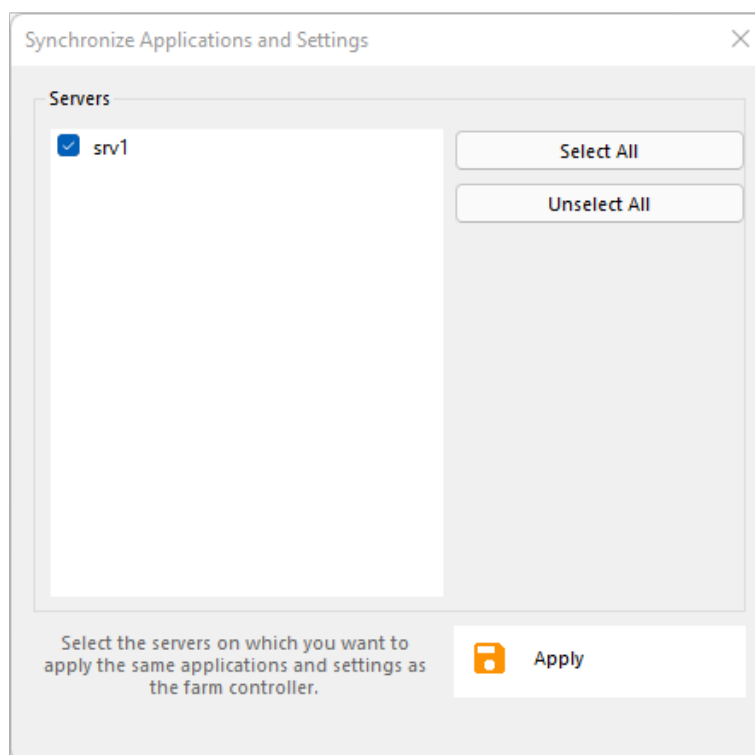 Synchronize Applications and Settings
Servers
srv1
Select All
Unselect All
Select the servers on which you want to
apply the same applications and settings as
the farm controller.
Apply